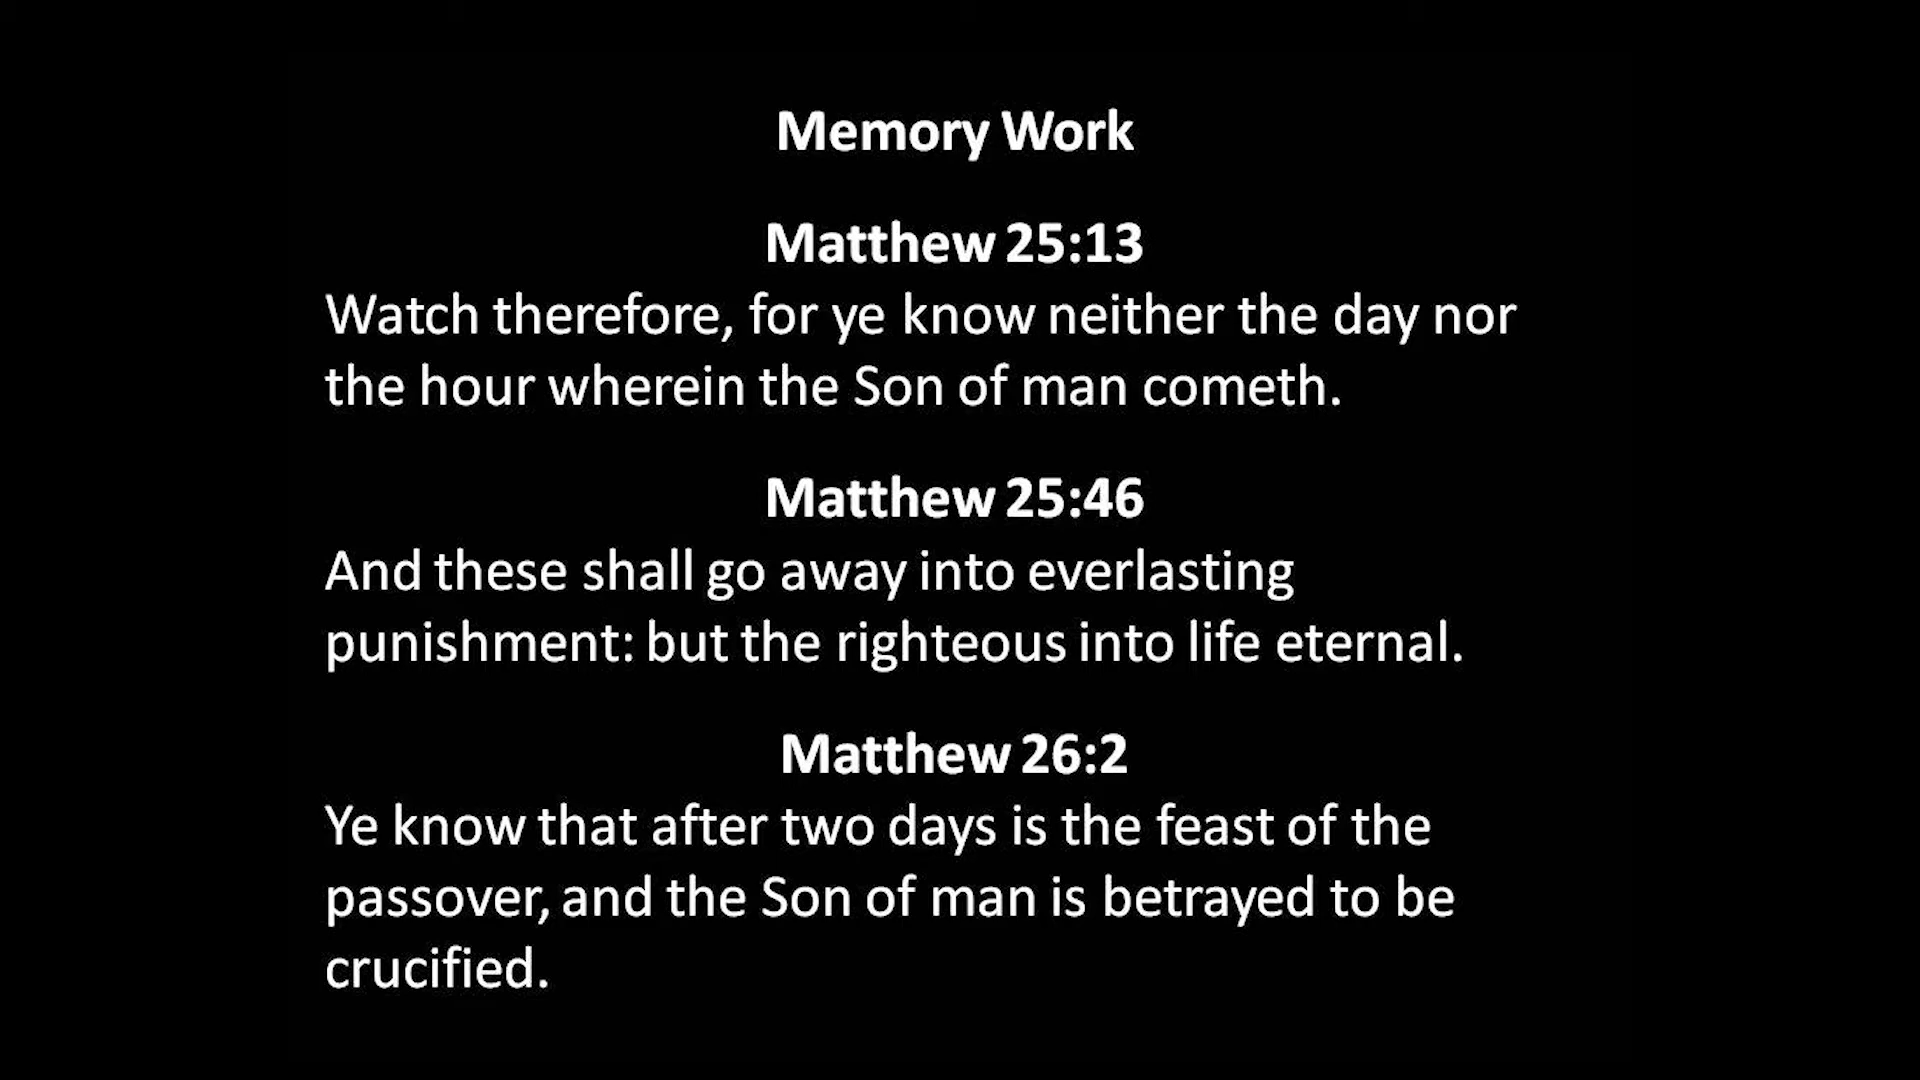 Memory Work
Matthew 25:13
Watch therefore, for ye know neither the day nor
the hour wherein the Son of man cometh.
Matthew 25:46
And these shall go away into everlasting
punishment: but the righteous into life eternal.
Matthew 26:2
Ye know that after two days is the feast of the
passover, and the Son of man is betrayed to be
crucified.